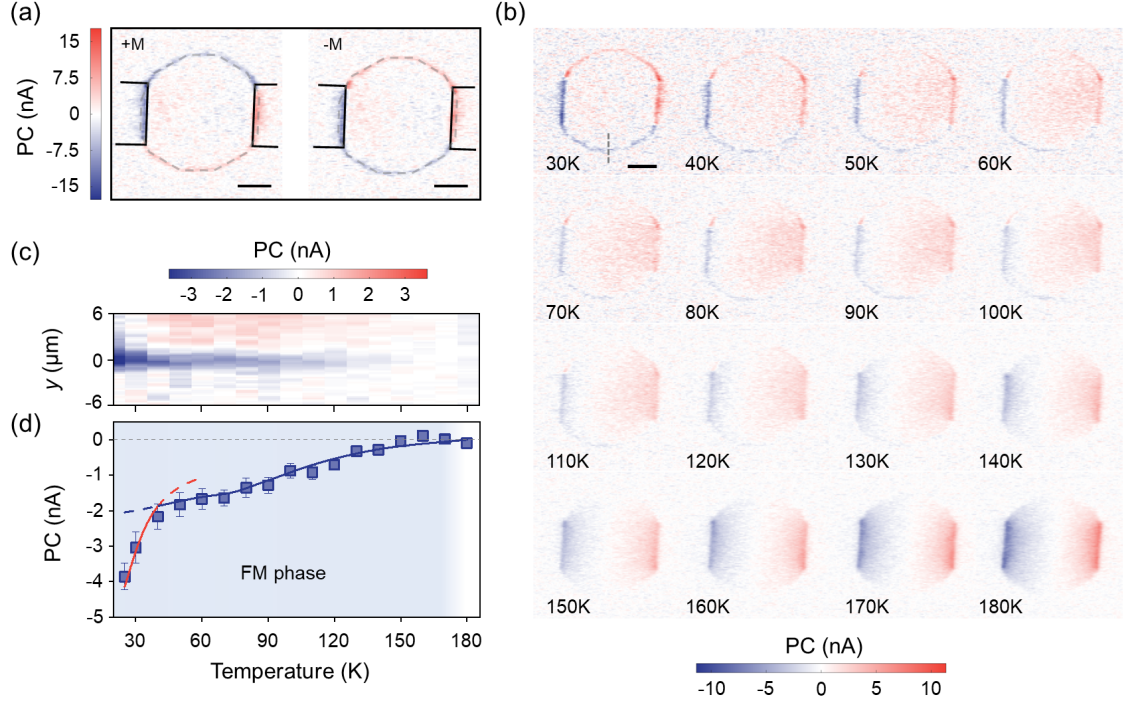 (a)
PC (nA)
15
7.5
0
-7.5
-15
+M
-M
(b)
30K
40K
50K
60K
70K
80K
90K
100K
110K
120K
130K
140K
150K
160K
170K
180K
PC (nA)
-10
-5
0
5
10
(c)
PC (nA)
-3
-2
-1
0
1
2
3
y (μm)
6
0
-6
(d)
PC (nA)
0
-1
-2
-3
-4
-5
FM phase
30
60
90
120
150
180
Temperature (K)